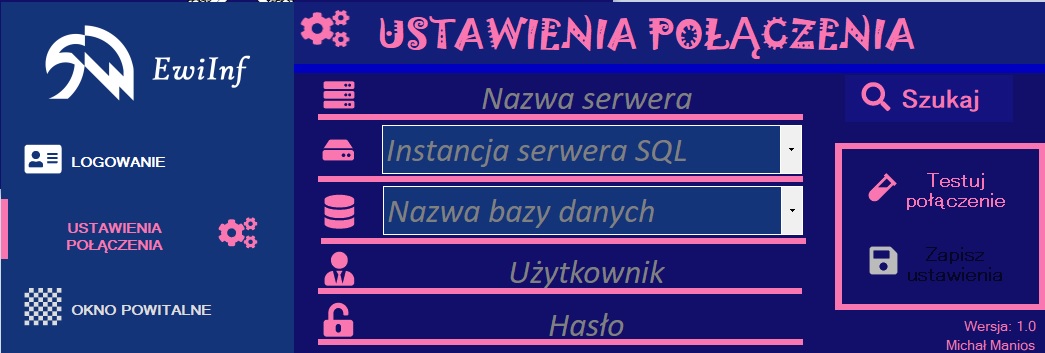 EwiInf
LOGOWANIE
USTAWIENIA
POŁĄCZENIA
OKNO POWITALNE
USTAWIENIA POŁĄCZENIA
Nazwa serwera
Instancja serwera SQL
Nazwa bazy danych
Użytkownik
Hasło
Szukaj
Testuj
połączenie
Zapisz
ustawienia
Wersja: 1.0
Michał Manios